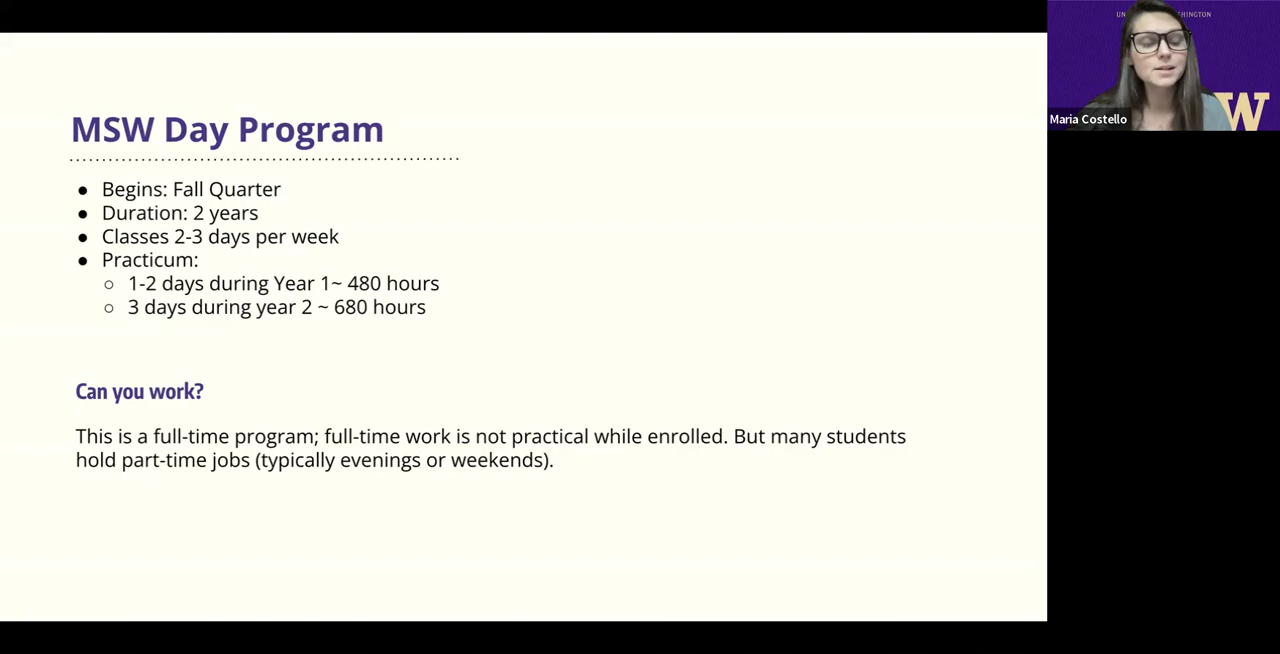 MSW Day Program
● Begins: Fall Quarter
● Duration: 2 years
● Classes 2-3 days per week
● Practicum:
○ 1-2 days during Year 1~ 480 hours
○ 3 days during year 2 ~ 680 hours
Can you work?
This is a full-time program; full-time work is not practical while enrolled. But many students
hold part-time jobs (typically evenings or weekends).
W
Maria Costello